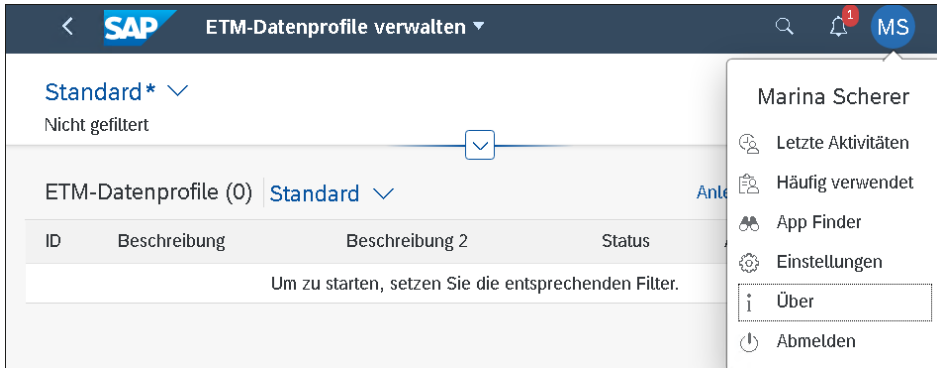 SAP ETM-Datenprofile verwalten 1 MS
Standard*
Nicht gefiltert
ETM-Datenprofile (0) Standard
ID Beschreibung Beschreibung 2 Status
Um zu starten, setzen Sie die entsprechenden Filter.
Marina Scherer
Letzte Aktivitäten
Häufig verwendet
App Finder
Einstellungen
Über
Abmelden